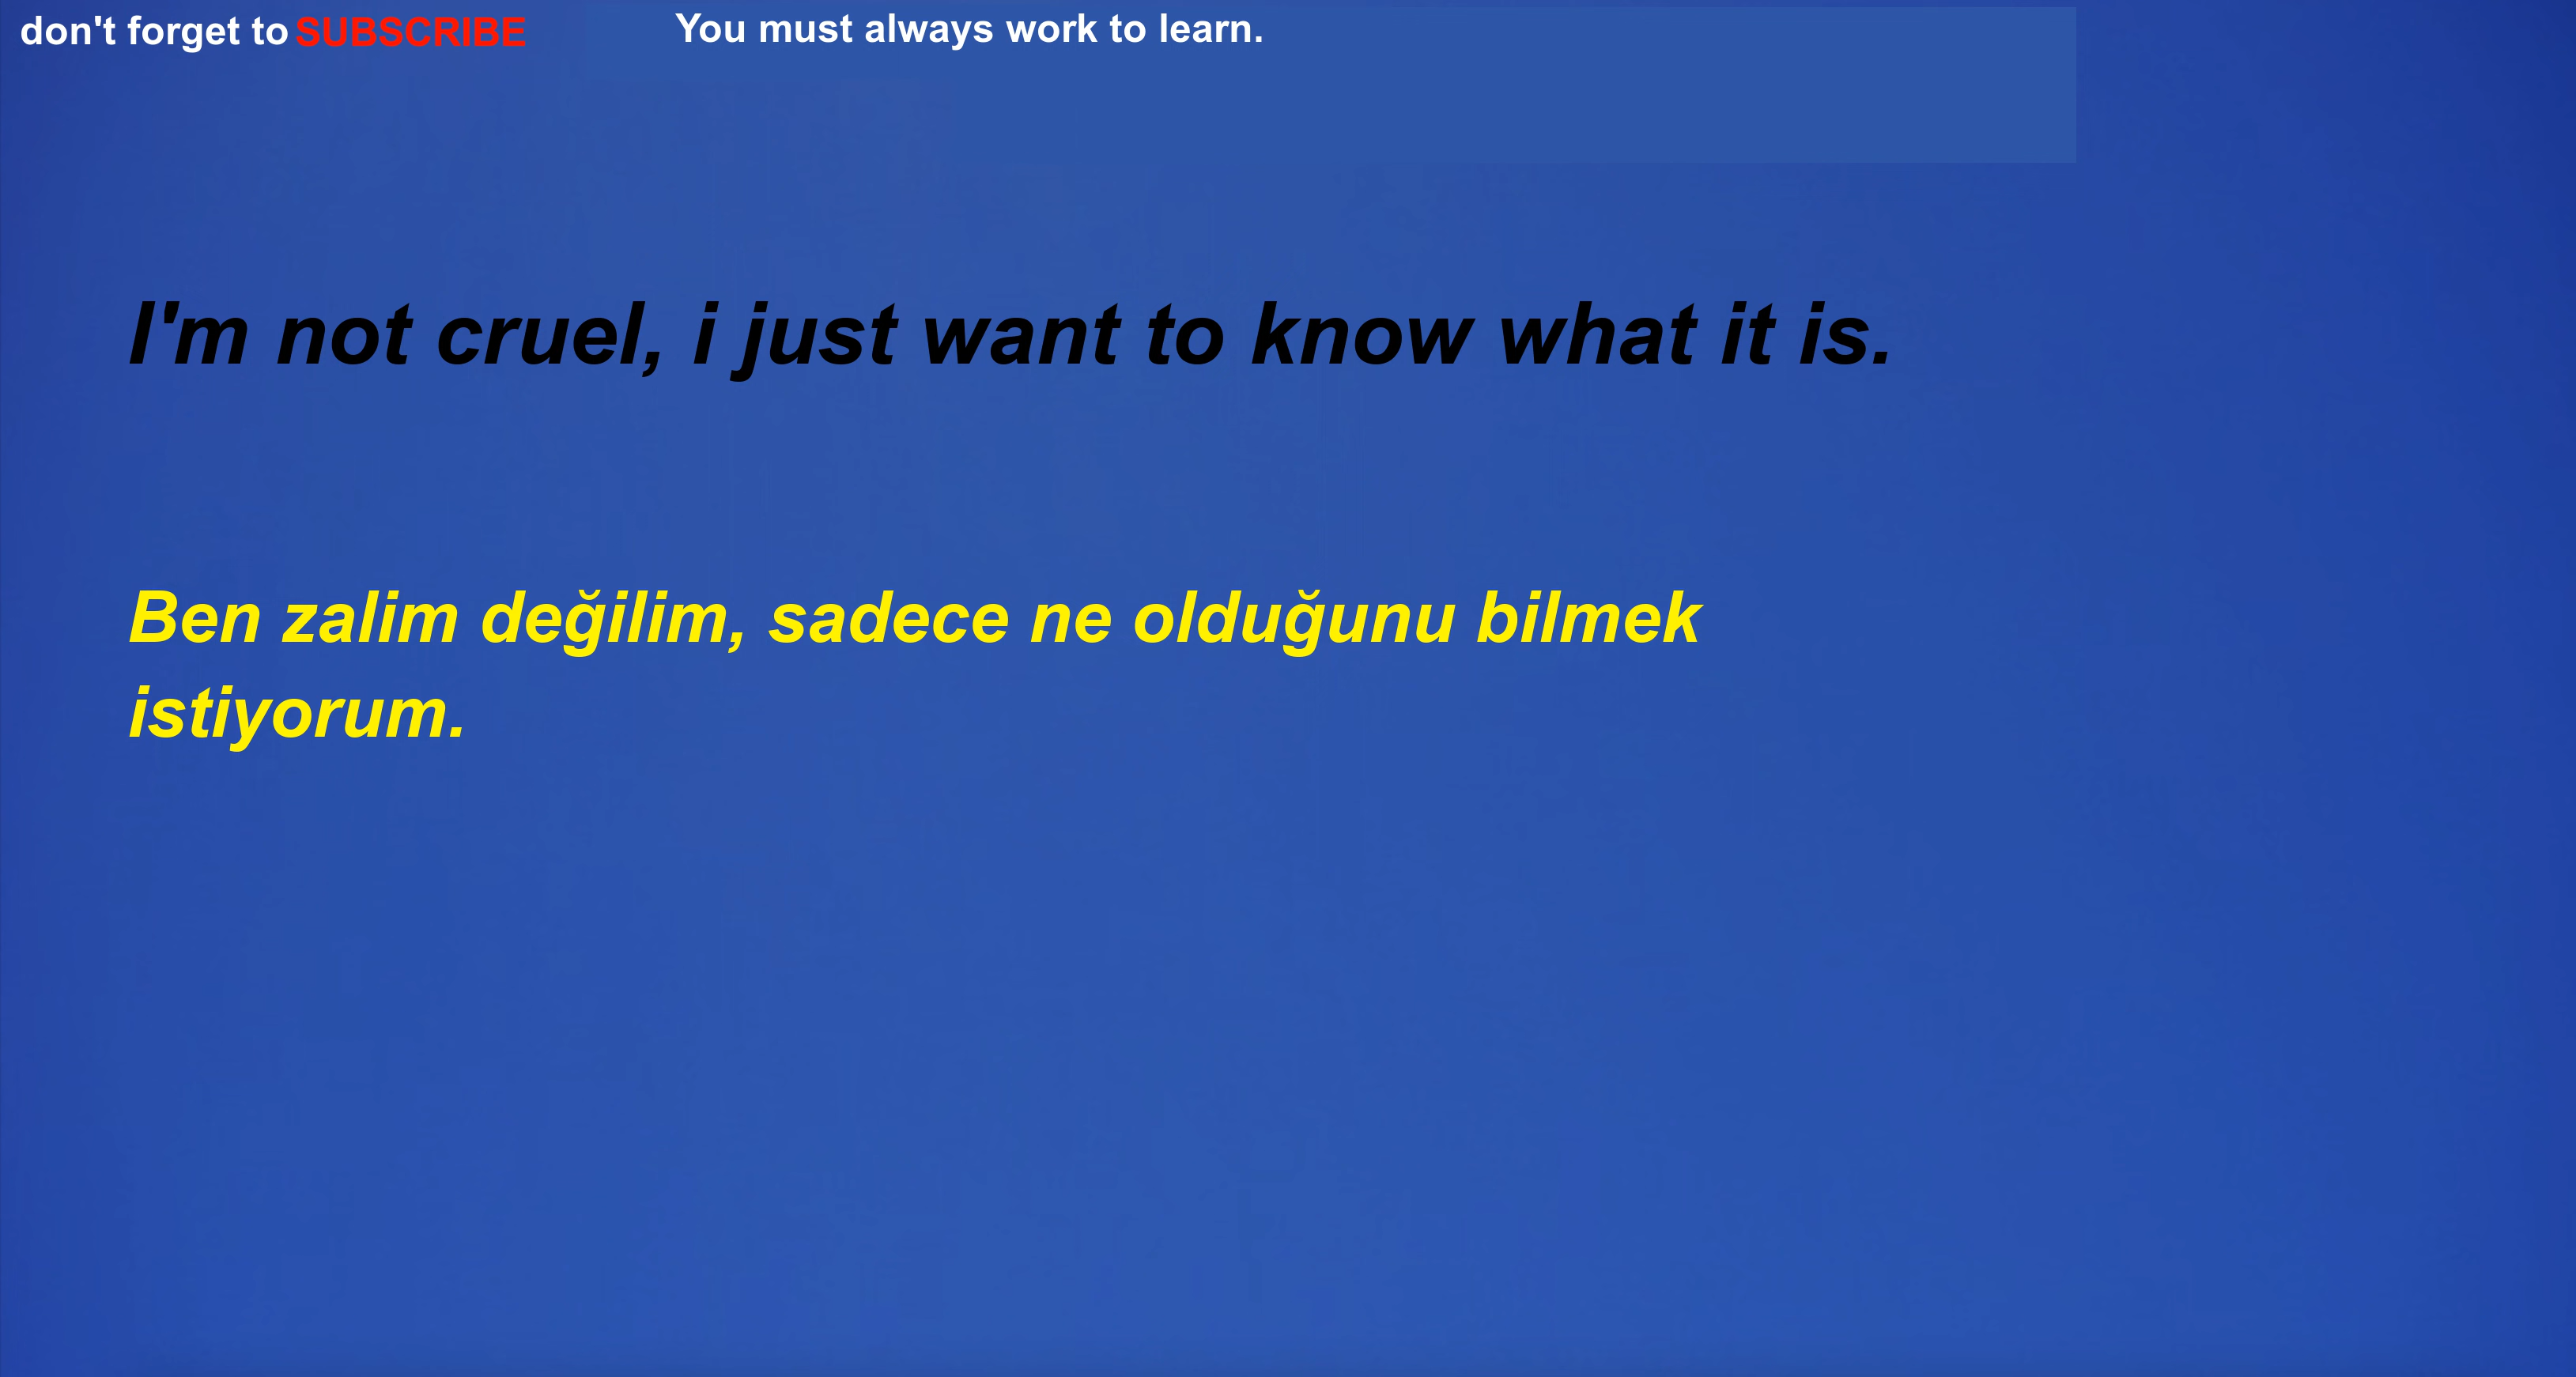 don't forget to SUBSCRIBE You must always work to learn.
I'm not cruel, i just want to know what it is.
Ben zalim değilim, sadece ne olduğunu bilmek
istiyorum.